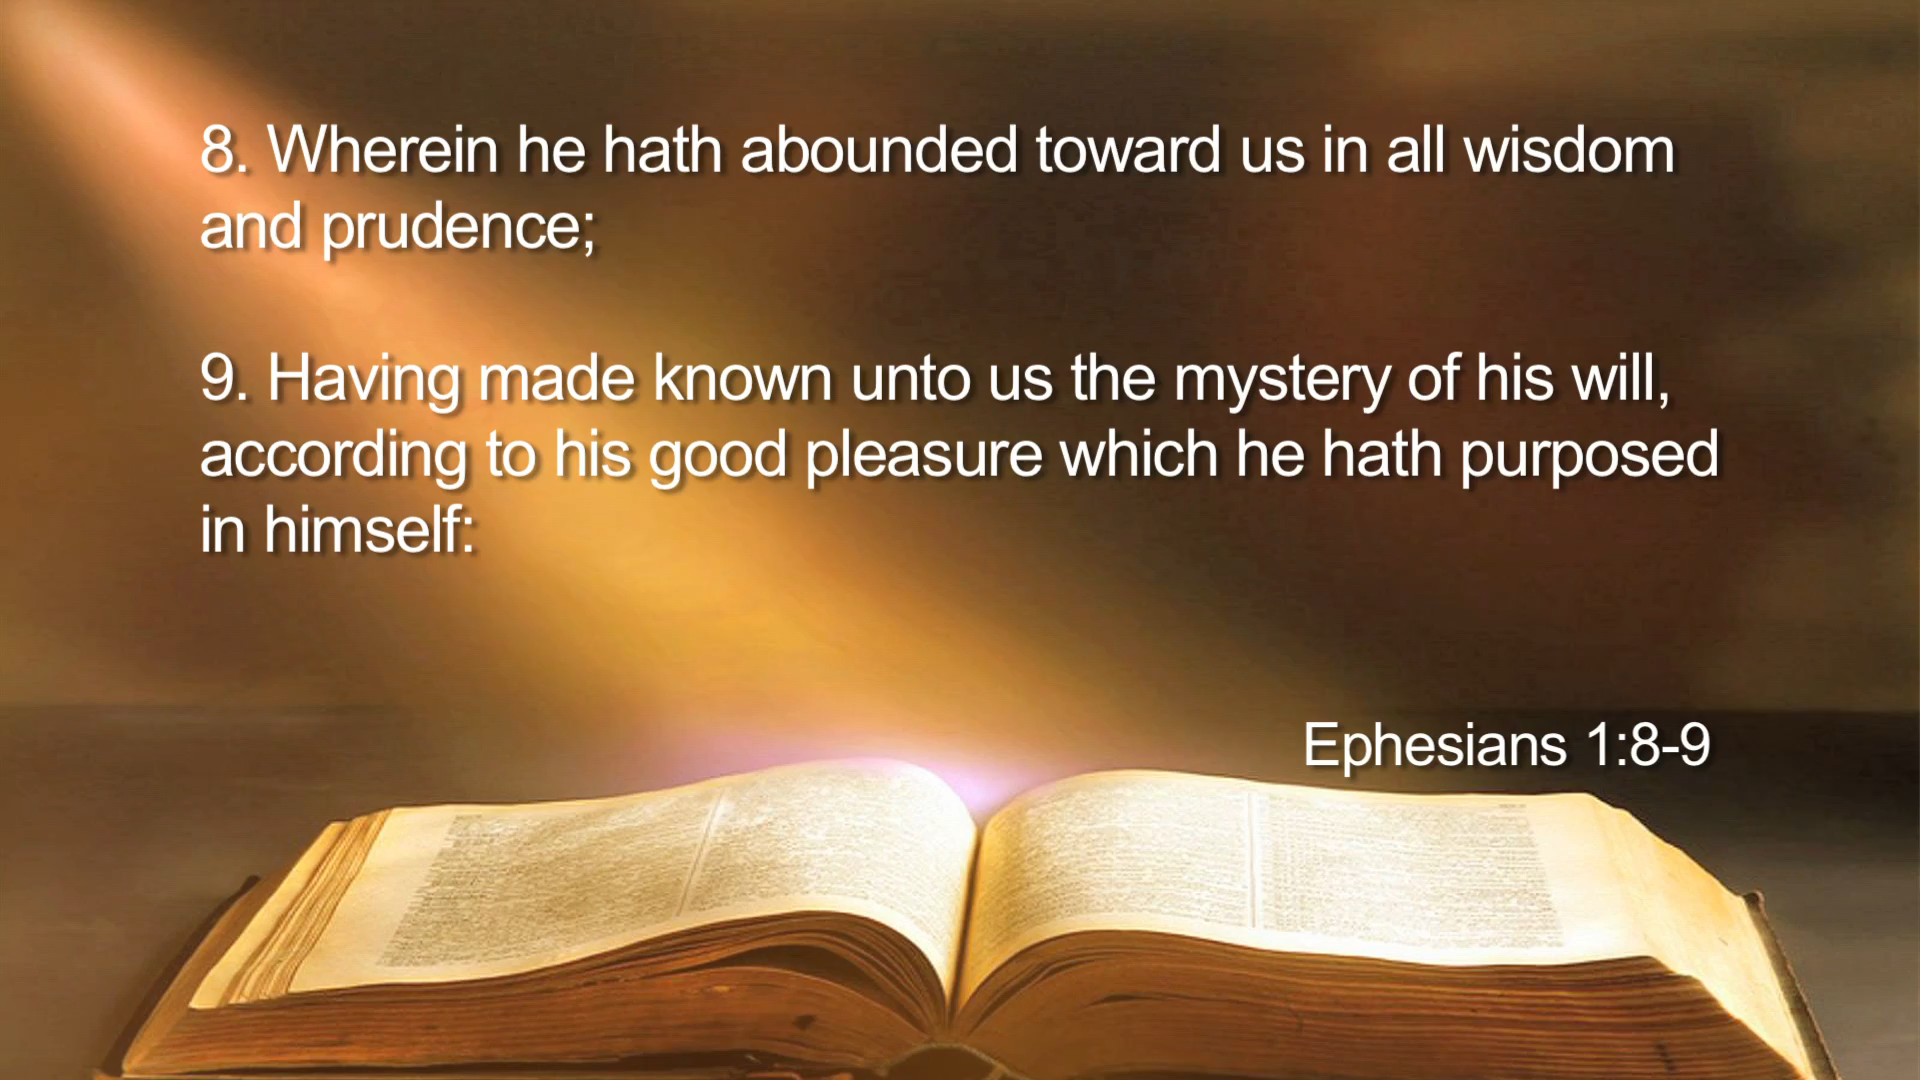 8. Wherein he hath abounded toward us in all wisdom
and prudence;
9. Having made known unto us the mystery of his will,
according to his good pleasure which he hath purposed
in himself:
Ephesians 1:8-9